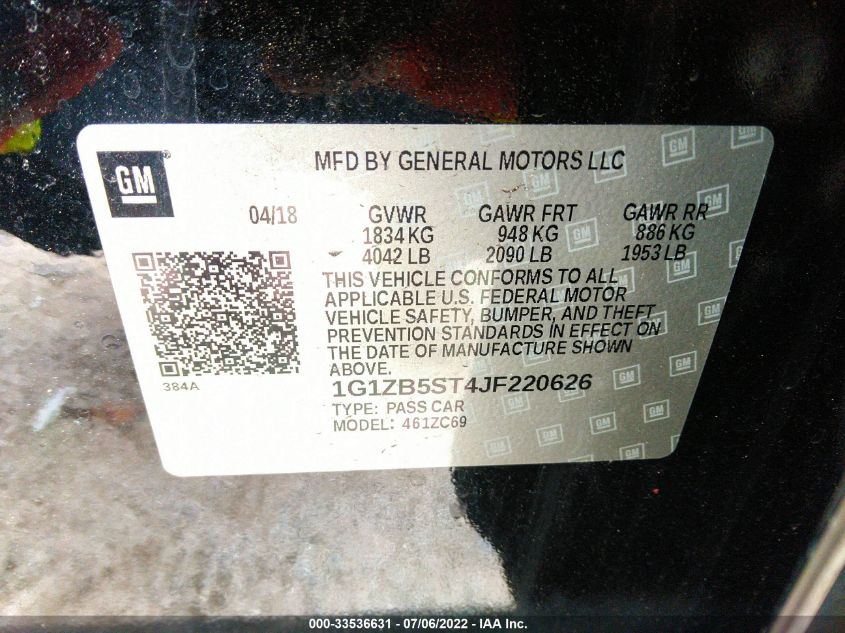 GM
MFD BY GENERAL MOTORS LLC
04/18 GVWR GAWR FRT GAWR RR
1834 KG 948 KG 886 KG
4042 LB 2090 LB 1953 LB
THIS VEHICLE CONFORMS TO ALL
APPLICABLE U.S. FEDERAL MOTOR
VEHICLE SAFETY, BUMPER, AND THEFT
PREVENTION STANDARDS IN EFFECT ON
THE DATE OF MANUFACTURE SHOWN
ABOVE.
384A
1G1ZB5ST4JF220626
TYPE: PASS CAR
MODEL: 461ZC69
000-33536631 - 07/06/2022 - IAA Inc.